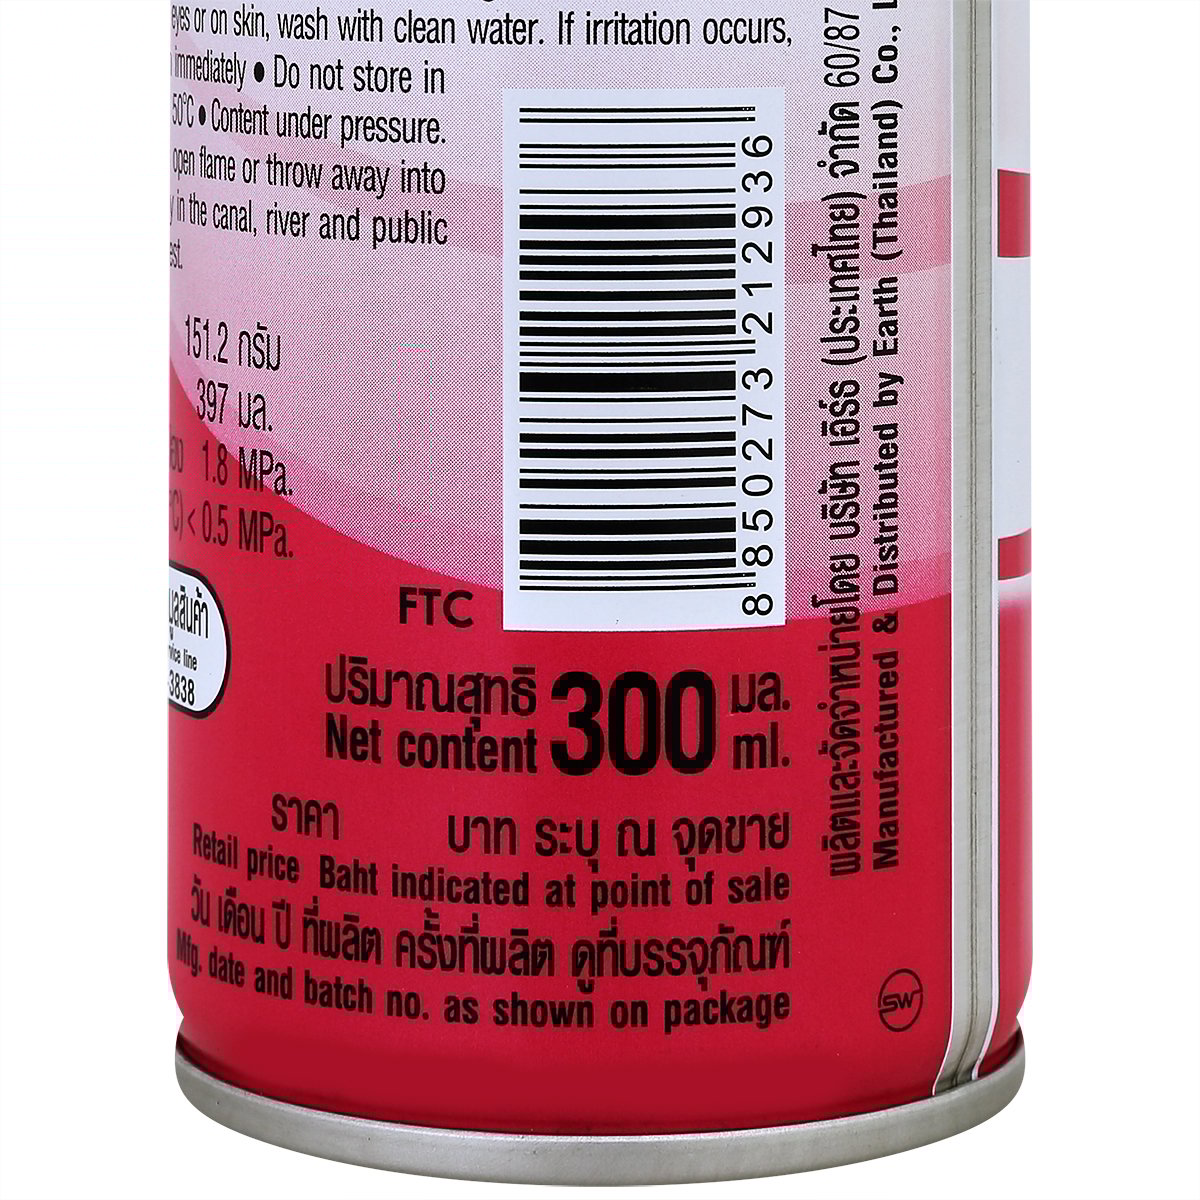 eyes or on skin, wash with clean water. If irritation occurs,
immediately ● Do not store in
50°C ● Content under pressure.
open flame or throw away into
in the canal, river and public
151.2 กรัม
397 มล.
1.8 MPa.
< 0.5 MPa.
line
3838
FTC
8850273212936
ปริมาณสุทธิ 300 มล.
Net content 300 ml.
ราคา บาท ระบุ ณ จุดขาย
Retail price Baht indicated at point of sale
วัน เดือน ปี ที่ผลิต ครั้งที่ผลิต ดูที่บรรจุภัณฑ์
Mfg. date and batch no. as shown on package
ผลิตและจัดจำหน่ายโดย บริษัท เอิร์ธ (ประเทศไทย) จำกัด 60/87
Manufactured & Distributed by Earth (Thailand) Co.,
SW